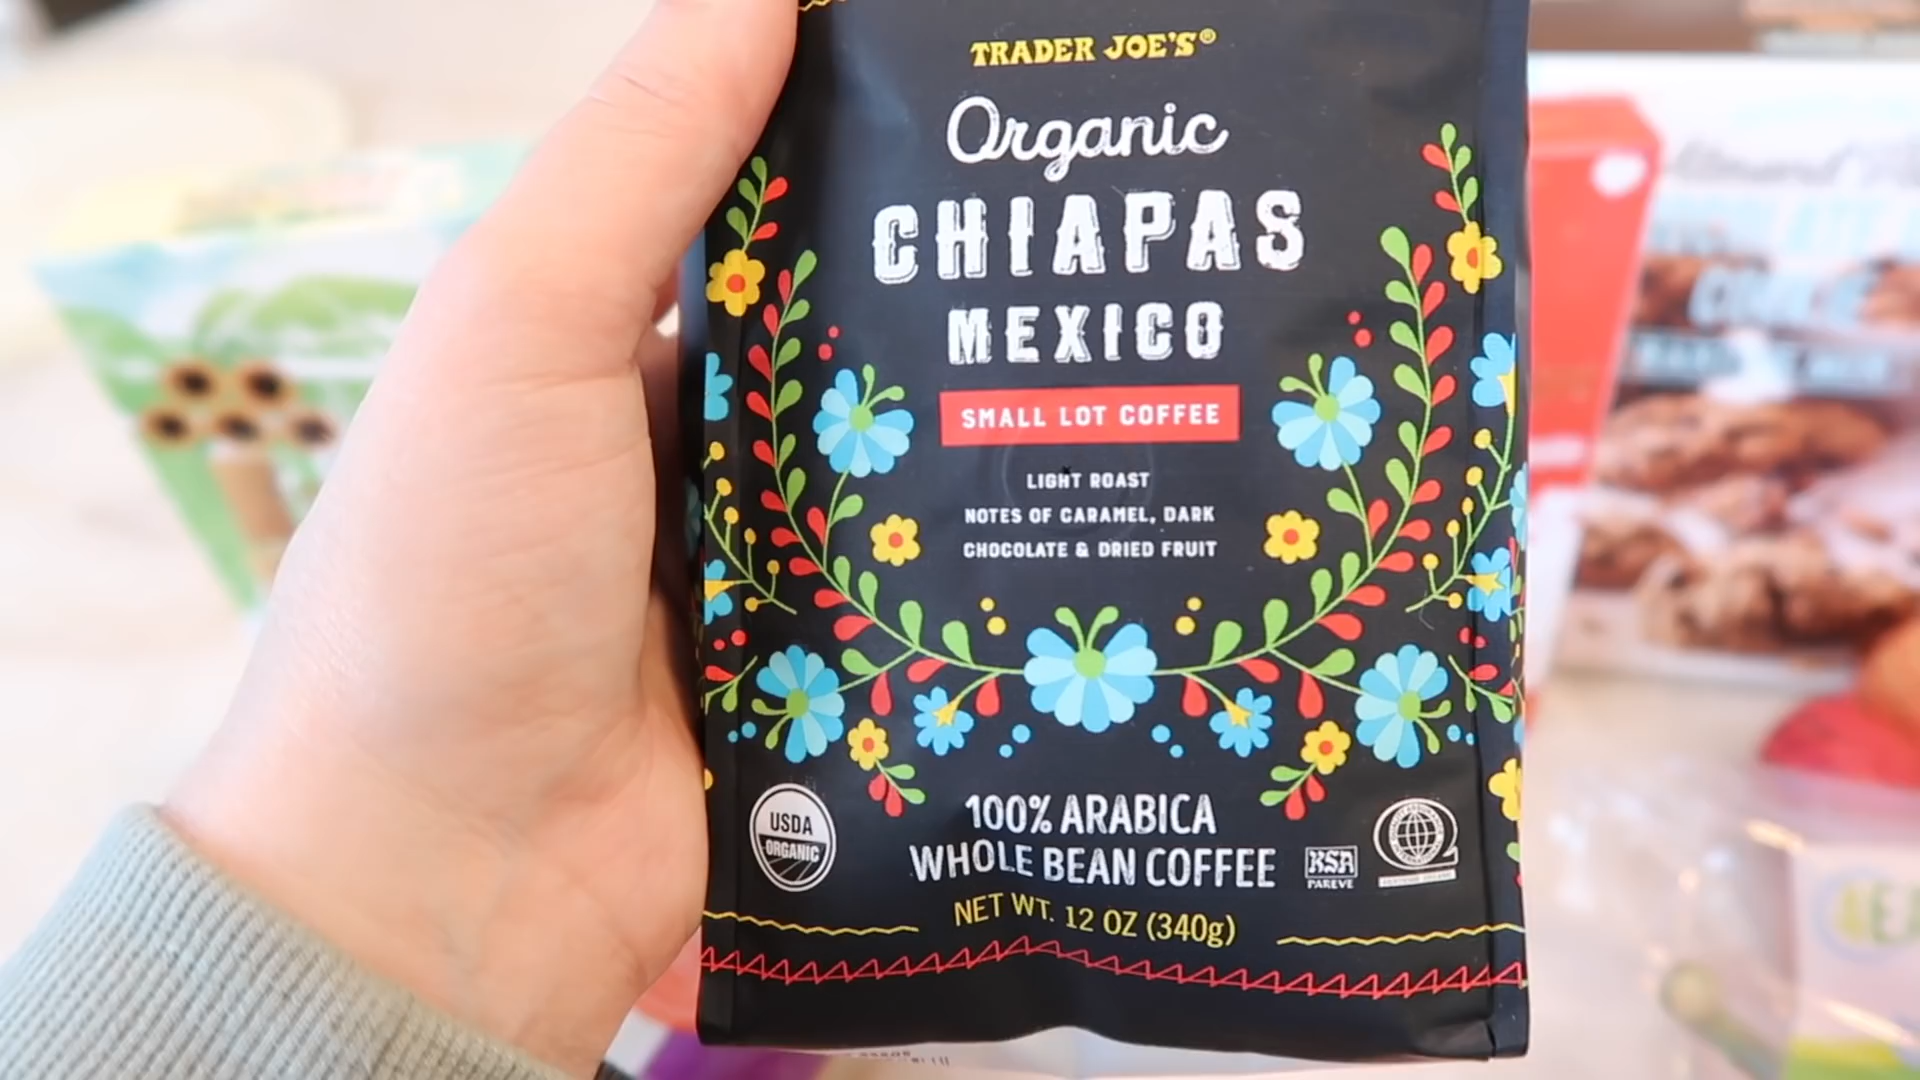 TRADER JOE'S®
Organic
CHIAPAS
MEXICO
SMALL LOT COFFEE
LIGHT ROAST
NOTES OF CARAMEL, DARK
CHOCOLATE & DRIED FRUIT
100% ARABICA
WHOLE BEAN COFFEE
USDA
ORGANIC
KSA
PAREVE
NET WT. 12 OZ (340g)